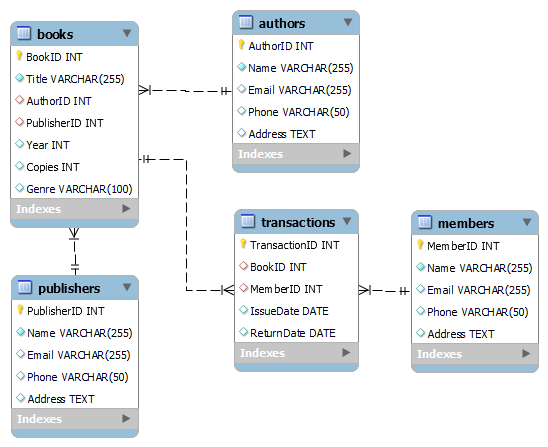 books
BookID INT
Title VARCHAR(255)
AuthorID INT
PublisherID INT
Year INT
Copies INT
Genre VARCHAR(100)
Indexes
authors
AuthorID INT
Name VARCHAR(255)
Email VARCHAR(255)
Phone VARCHAR(50)
Address TEXT
Indexes
transactions
TransactionID INT
BookID INT
MemberID INT
IssueDate DATE
ReturnDate DATE
Indexes
members
MemberID INT
Name VARCHAR(255)
Email VARCHAR(255)
Phone VARCHAR(50)
Address TEXT
Indexes
publishers
PublisherID INT
Name VARCHAR(255)
Email VARCHAR(255)
Phone VARCHAR(50)
Address TEXT
Indexes